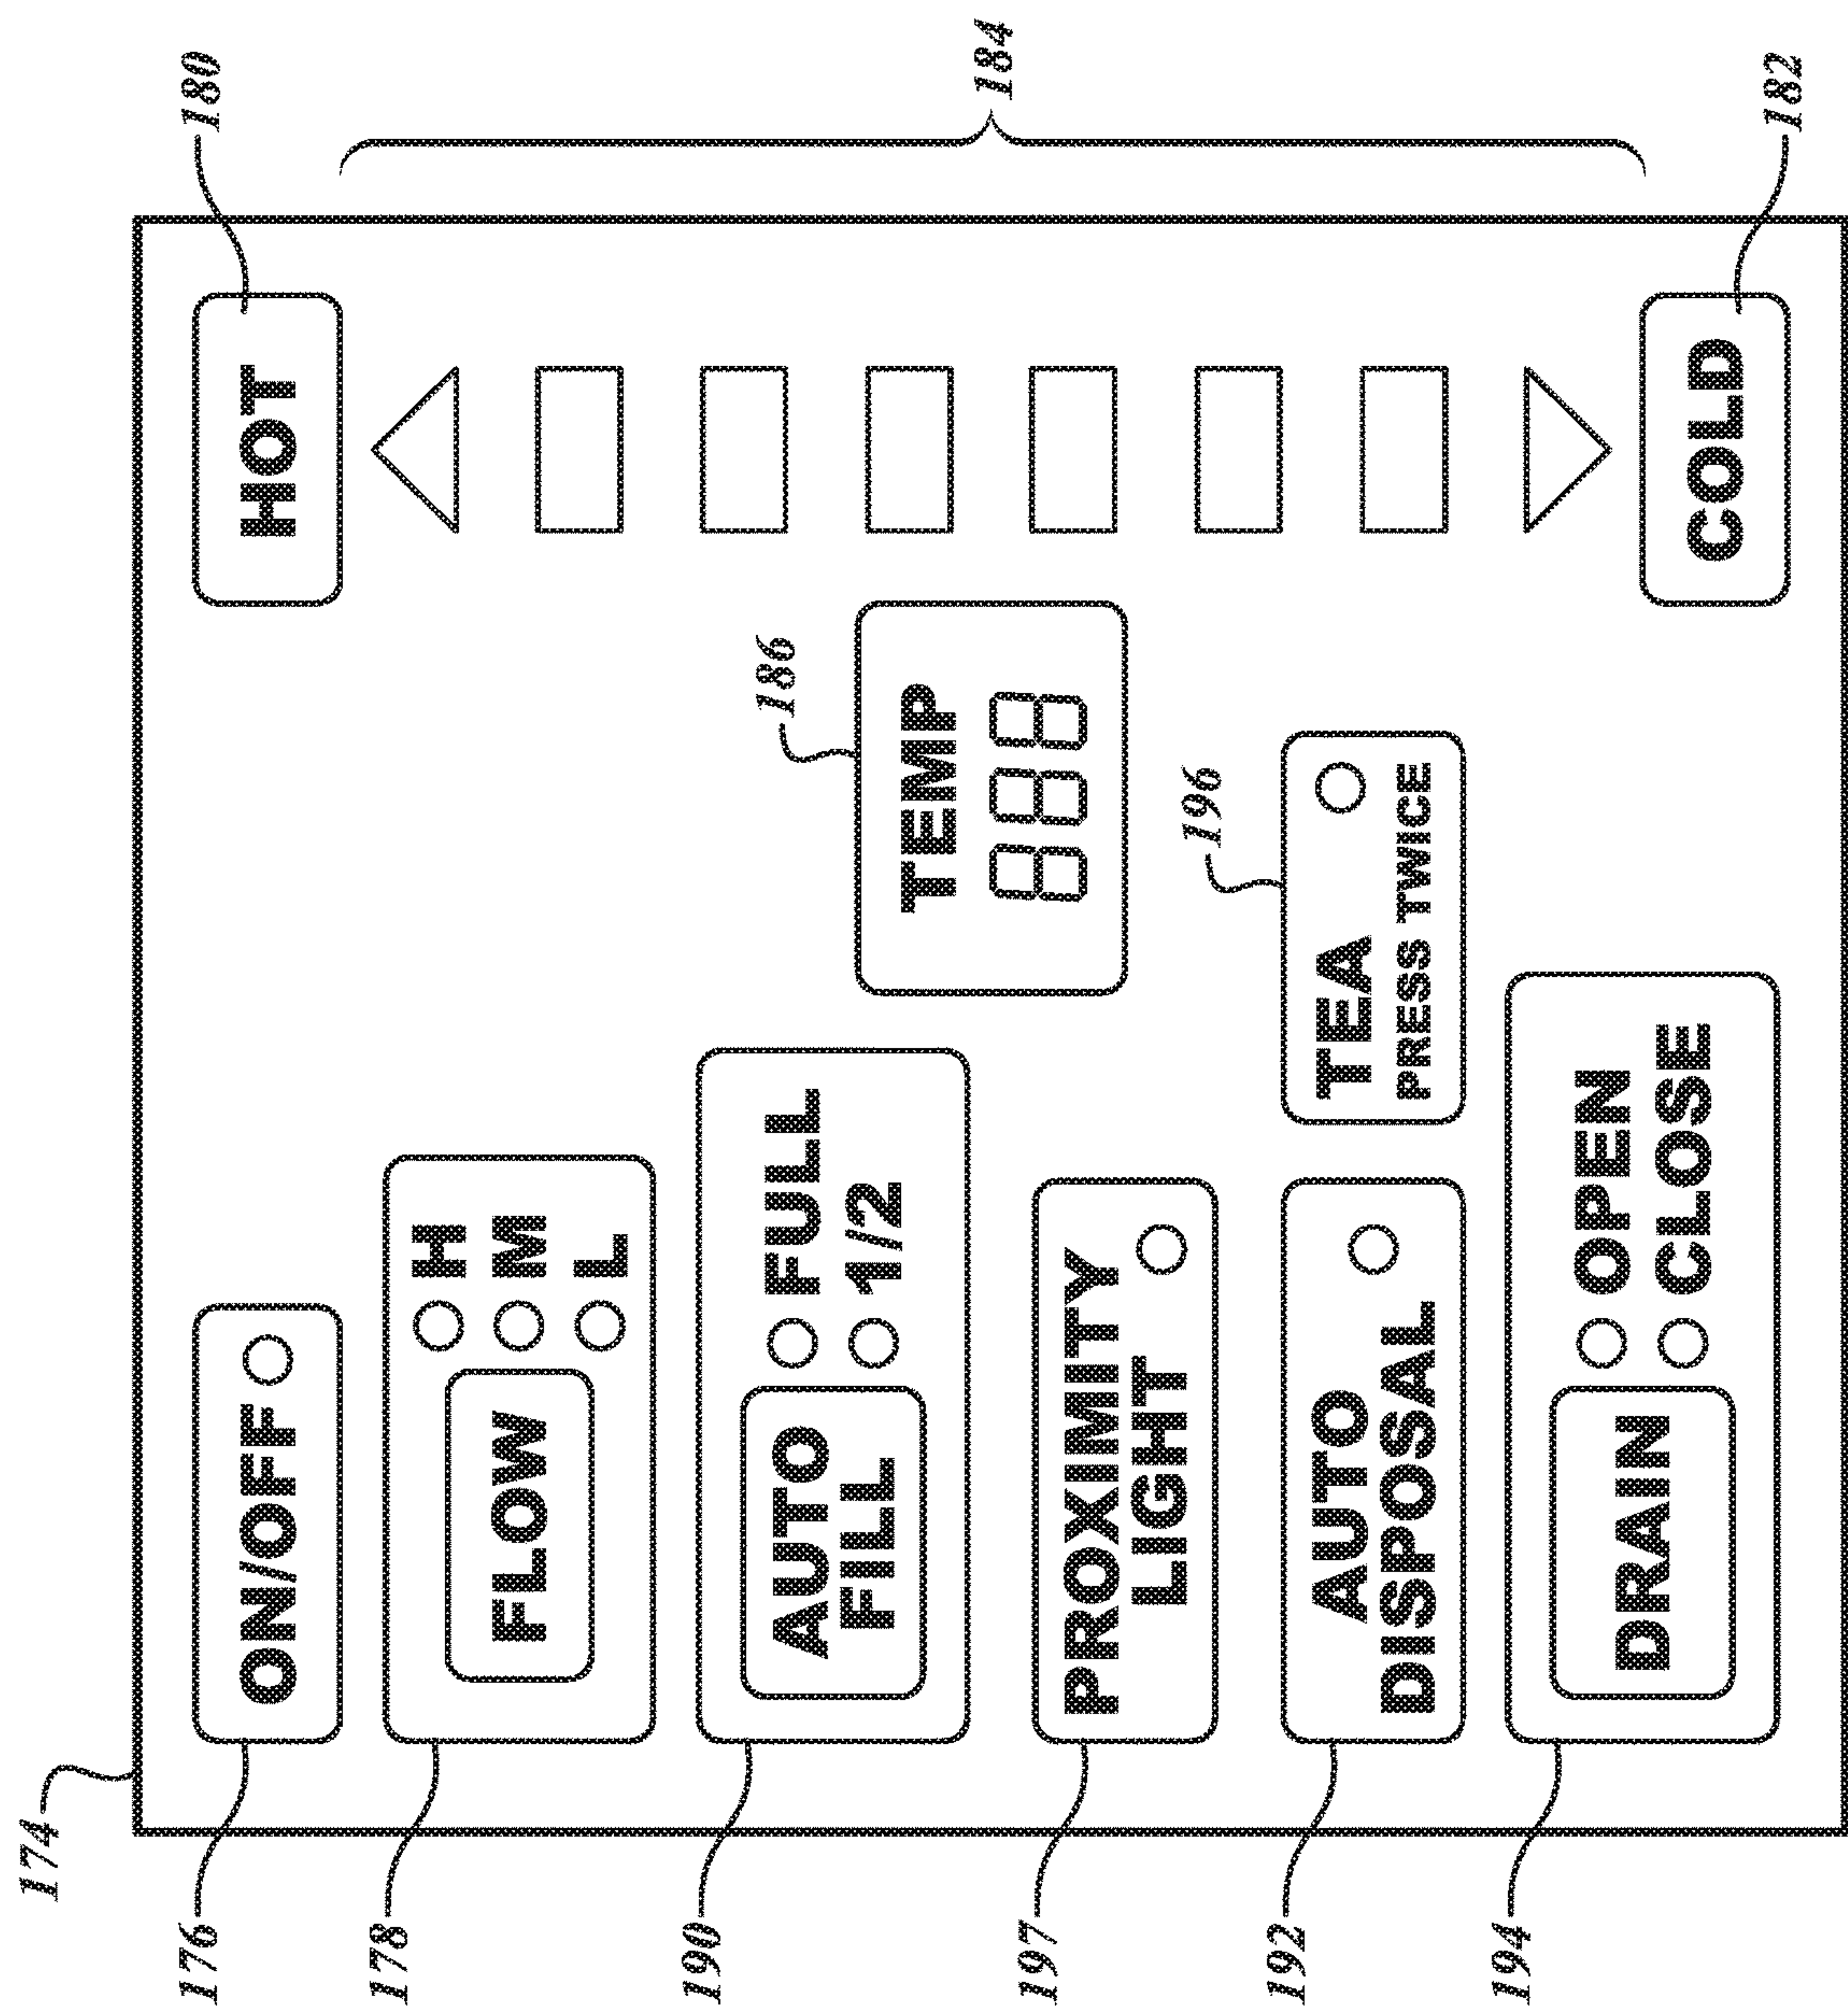 174
176
ON/OFF
178
FLOW
H
M
L
190
AUTO
FILL
FULL
1/2
197
PROXIMITY
LIGHT
192
AUTO
DISPOSAL
194
DRAIN
OPEN
CLOSE
186
TEMP
888
196
TEA
PRESS TWICE
180
HOT
184
182
COLD